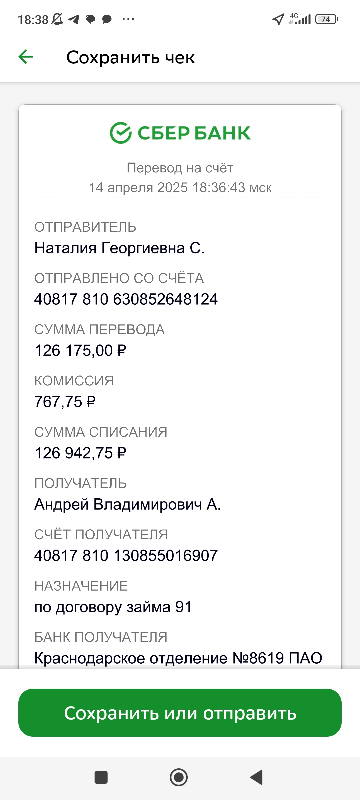 18:38 4G 74
Сохранить чек
СБЕР БАНК
Перевод на счёт
14 апреля 2025 18:36:43 мск
ОТПРАВИТЕЛЬ
Наталия Георгиевна С.
ОТПРАВЛЕНО СО СЧЁТА
40817 810 630852648124
СУММА ПЕРЕВОДА
126 175,00 ₽
КОМИССИЯ
767,75 ₽
СУММА СПИСАНИЯ
126 942,75 ₽
ПОЛУЧАТЕЛЬ
Андрей Владимирович А.
СЧЁТ ПОЛУЧАТЕЛЯ
40817 810 130855016907
НАЗНАЧЕНИЕ
по договору займа 91
БАНК ПОЛУЧАТЕЛЯ
Краснодарское отделение №8619 ПАО
Сохранить или отправить